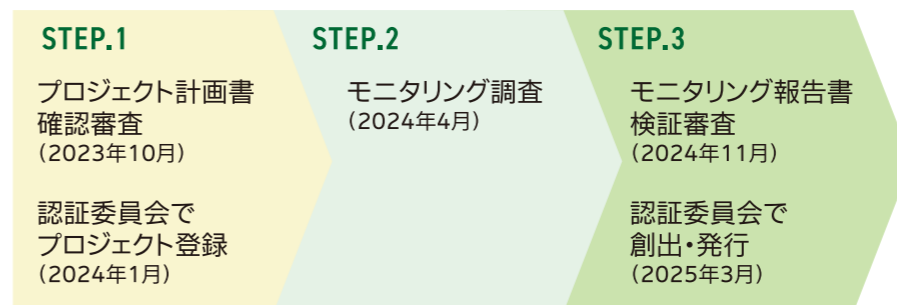 STEP.1
プロジェクト計画書
確認審査
(2023年10月)
認証委員会で
プロジェクト登録
(2024年1月)
STEP.2
モニタリング調査
(2024年4月)
STEP.3
モニタリング報告書
検証審査
(2024年11月)
認証委員会で
創出・発行
(2025年3月)